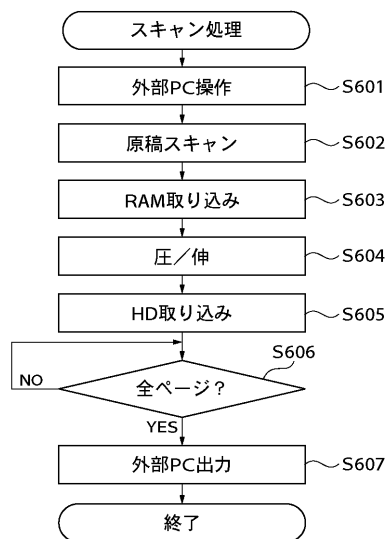 スキャン処理
外部PC操作 S601
原稿スキャン S602
RAM取り込み S603
圧／伸 S604
HD取り込み S605
S606
全ページ？
NO
YES
外部PC出力 S607
終了